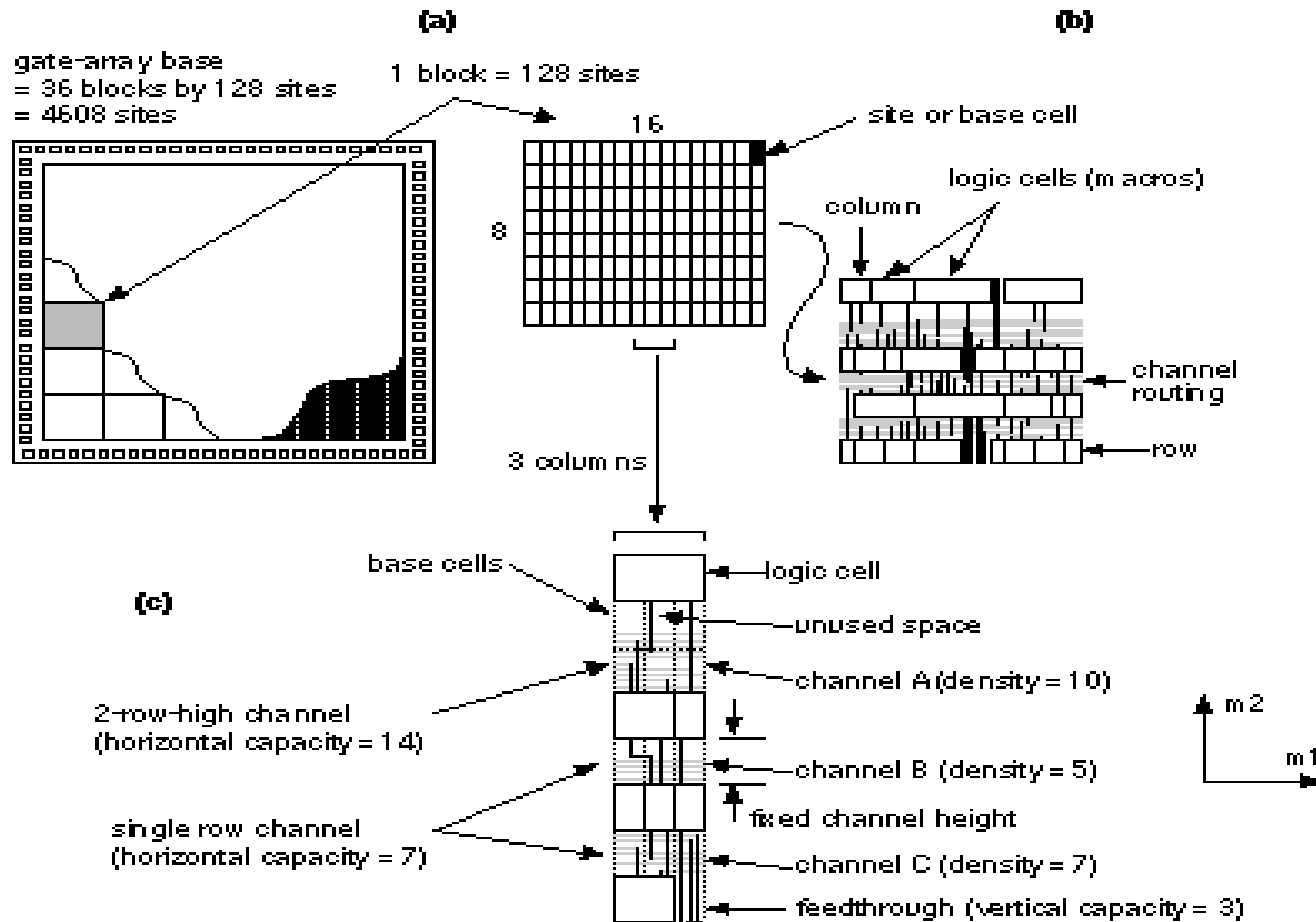 (a)
(b)
gate-array base
= 36 blocks by 128 sites
= 4608 sites
1 block = 128 sites
16
site or base cell
logic cells (macros)
column
8
channel
routing
row
3 columns
base cells
logic cell
(c)
unused space
channel A (density = 10)
2-row-high channel
(horizontal capacity = 14)
m2
m1
channel B (density = 5)
fixed channel height
single row channel
(horizontal capacity = 7)
channel C (density = 7)
feedthrough (vertical capacity = 3)